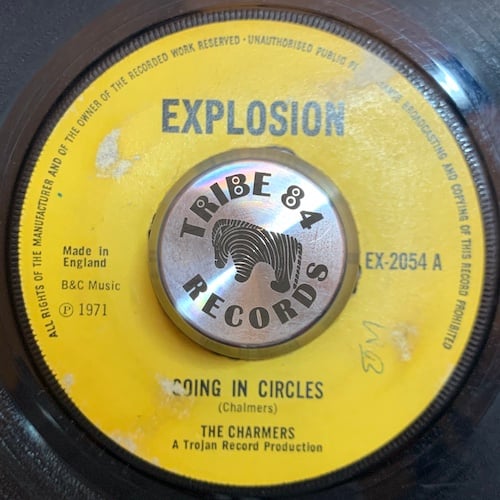 ALL RIGHTS OF THE MANUFACTURER AND OF THE OWNER OF THE RECORDED WORK RESERVED · UNAUTHORISED PUBLIC BROADCASTING AND COPYING OF THIS RECORD PROHIBITED
EXPLOSION
TRIBE 84
RECORDS
Made in
England
B&C Music
Ⓟ 1971
EX-2054 A
GOING IN CIRCLES
(Chalmers)
THE CHARMERS
A Trojan Record Production